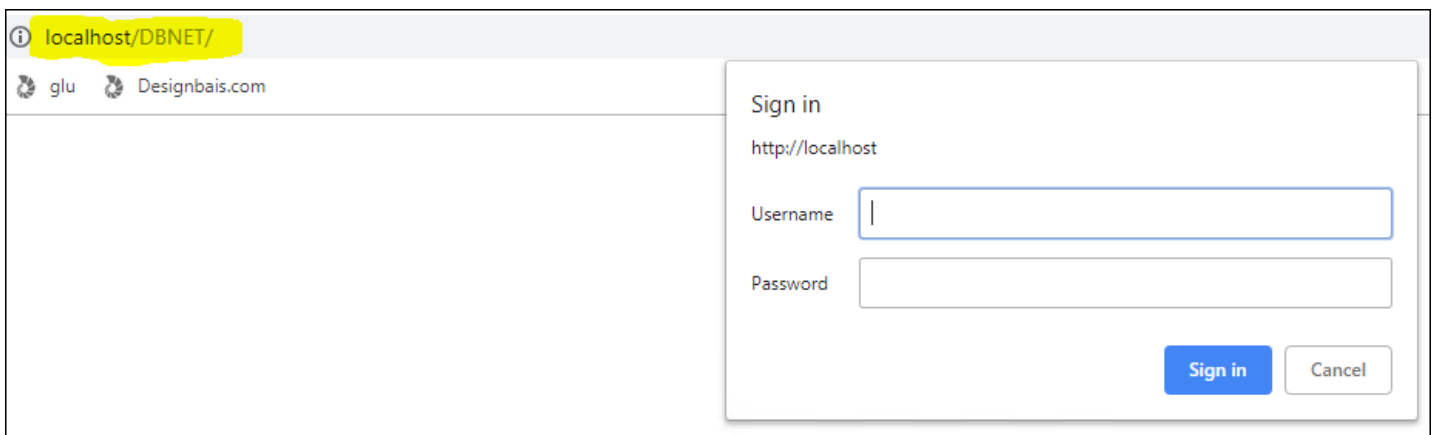 localhost/DBNET/
glu Designbais.com
Sign in
http://localhost
Username
Password
Sign in Cancel